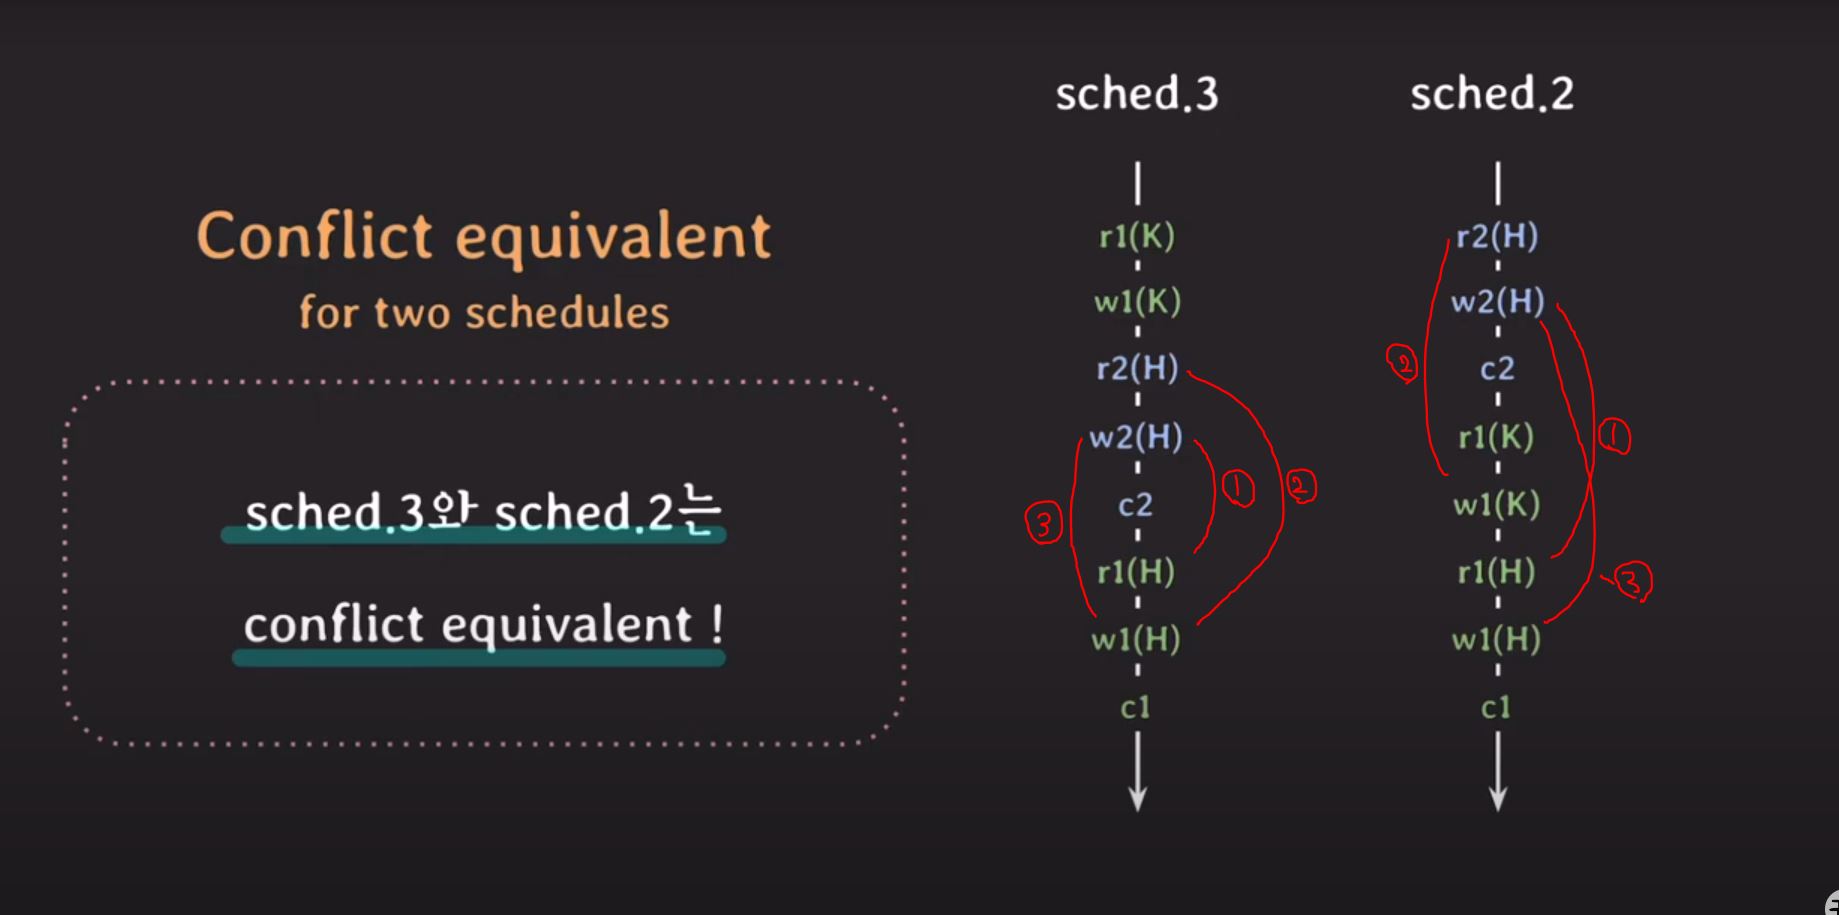 Conflict equivalent
for two schedules
sched.3와 sched.2는
conflict equivalent !
sched.3
r1(K)
w1(K)
r2(H)
w2(H)
c2
r1(H)
w1(H)
c1
③
①
②
sched.2
r2(H)
w2(H)
c2
r1(K)
w1(K)
r1(H)
w1(H)
c1
②
①
③